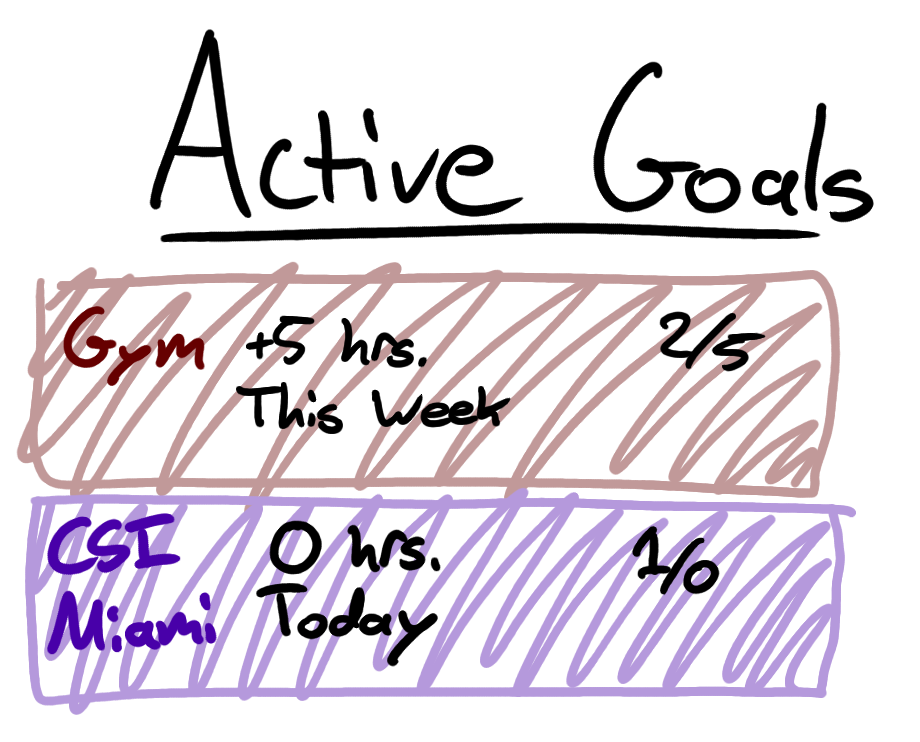 Active Goals
Gym +5 hrs. 2/5
This Week
CSI 0 hrs. 1/0
Miami Today